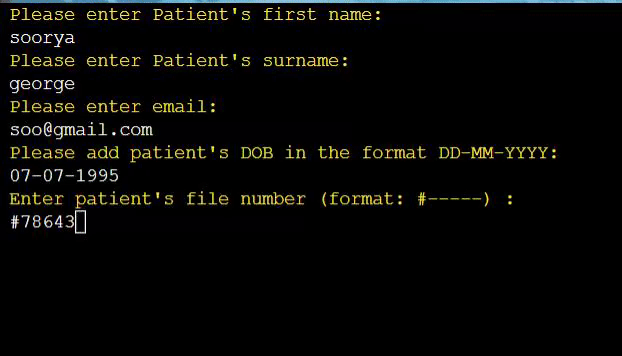 Please enter Patient's first name:
soorya
Please enter Patient's surname:
george
Please enter email:
soo@gmail.com
Please add patient's DOB in the format DD-MM-YYYY:
07-07-1995
Enter patient's file number (format: #-----) :
#78643